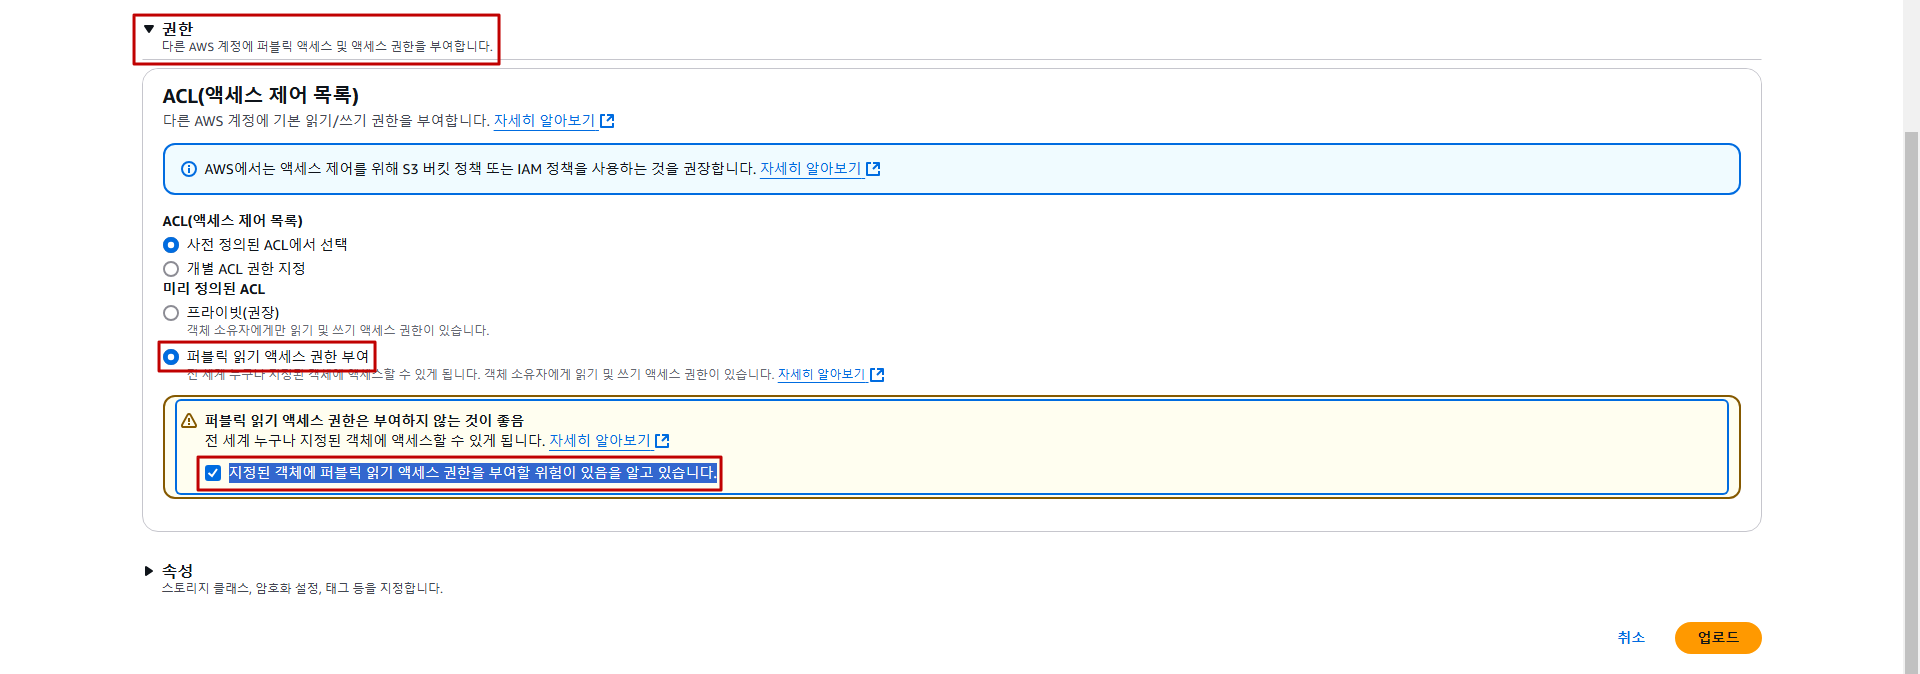 권한
다른 AWS 계정에 퍼블릭 액세스 및 액세스 권한을 부여합니다.
ACL(액세스 제어 목록)
다른 AWS 계정에 기본 읽기/쓰기 권한을 부여합니다. 자세히 알아보기
AWS에서는 액세스 제어를 위해 S3 버킷 정책 또는 IAM 정책을 사용하는 것을 권장합니다. 자세히 알아보기
ACL(액세스 제어 목록)
사전 정의된 ACL에서 선택
개별 ACL 권한 지정
미리 정의된 ACL
프라이빗(권장)
객체 소유자에게만 읽기 및 쓰기 액세스 권한이 있습니다.
퍼블릭 읽기 액세스 권한 부여
전 세계 누구나 지정된 객체에 액세스할 수 있게 됩니다. 객체 소유자에게 읽기 및 쓰기 액세스 권한이 있습니다. 자세히 알아보기
퍼블릭 읽기 액세스 권한은 부여하지 않는 것이 좋음
전 세계 누구나 지정된 객체에 액세스할 수 있게 됩니다. 자세히 알아보기
지정된 객체에 퍼블릭 읽기 액세스 권한을 부여할 위험이 있음을 알고 있습니다.
속성
스토리지 클래스, 암호화 설정, 태그 등을 지정합니다.
취소
업로드